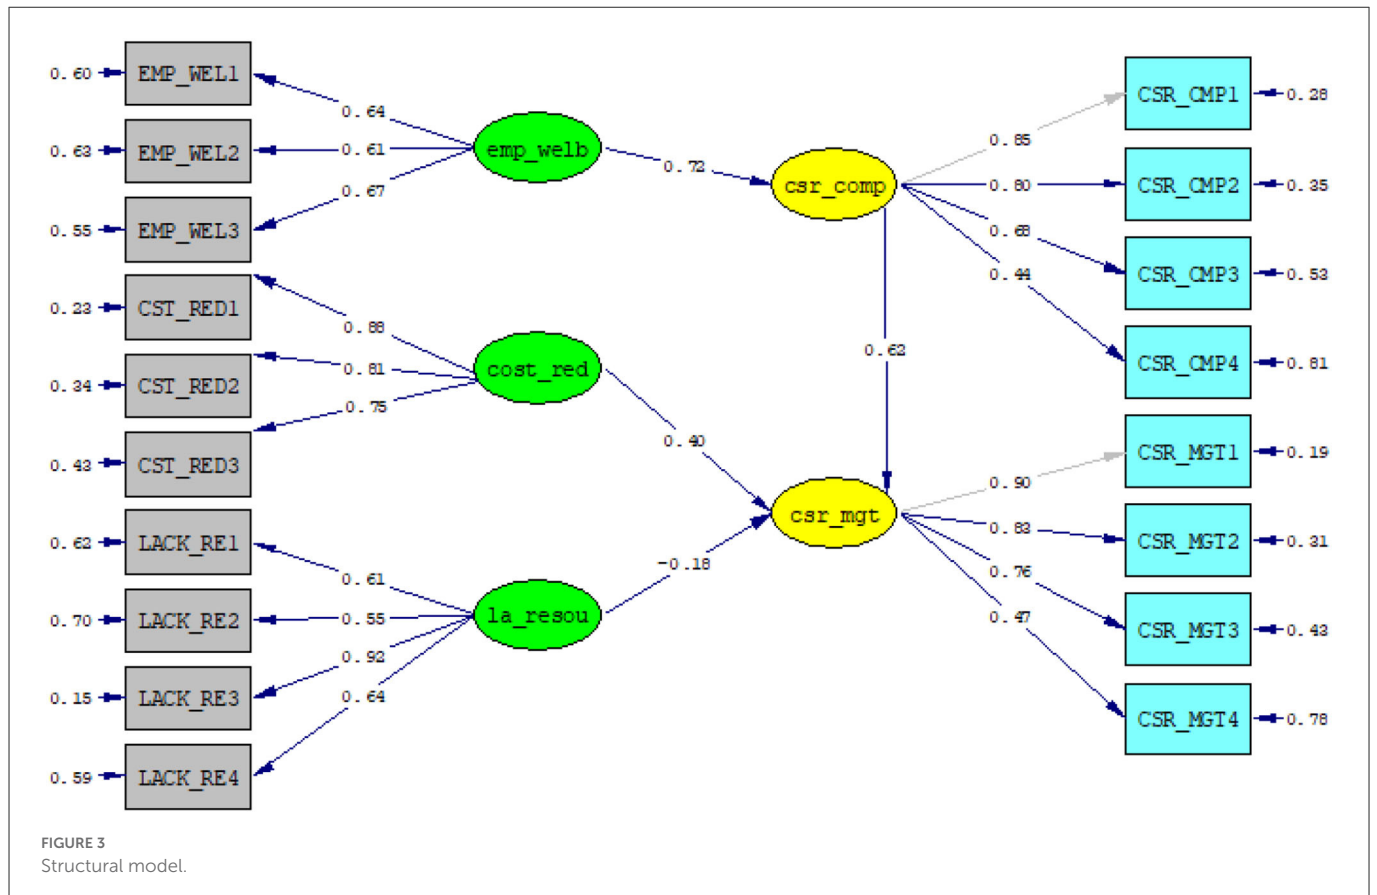 0.60 EMP_WEL1
0.63 EMP_WEL2
0.55 EMP_WEL3
0.23 CST_RED1
0.34 CST_RED2
0.43 CST_RED3
0.62 LACK_RE1
0.70 LACK_RE2
0.15 LACK_RE3
0.59 LACK_RE4
0.64
0.61
0.67
0.88
0.81
0.75
0.61
0.55
0.92
0.64
emp_welb
cost_red
la_resou
0.72
0.40
-0.18
csr_comp
0.62
csr_mgt
0.85
0.80
0.68
0.44
0.90
0.83
0.76
0.47
CSR_CMP1 0.28
CSR_CMP2 0.35
CSR_CMP3 0.53
CSR_CMP4 0.81
CSR_MGT1 0.19
CSR_MGT2 0.31
CSR_MGT3 0.43
CSR_MGT4 0.78
FIGURE 3
Structural model.